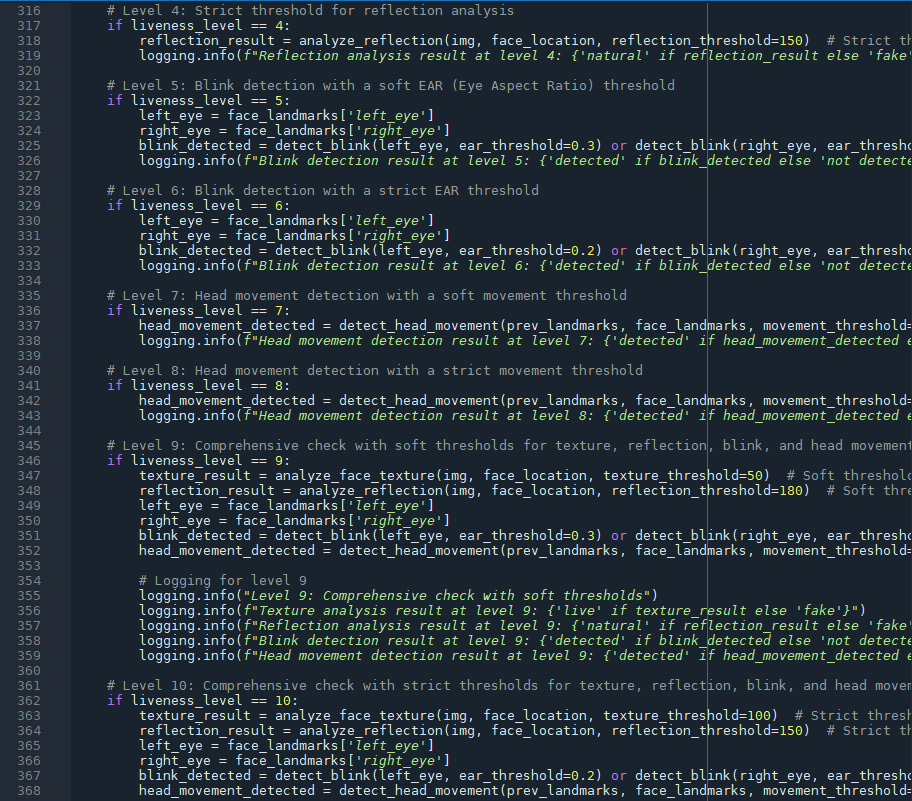 316 # Level 4: Strict threshold for reflection analysis
317 if liveness_level == 4:
318 reflection_result = analyze_reflection(img, face_location, reflection_threshold=150)  # Strict th
319 logging.info(f"Reflection analysis result at level 4: {'natural' if reflection_result else 'fake'
320
321 # Level 5: Blink detection with a soft EAR (Eye Aspect Ratio) threshold
322 if liveness_level == 5:
323 left_eye = face_landmarks['left_eye']
324 right_eye = face_landmarks['right_eye']
325 blink_detected = detect_blink(left_eye, ear_threshold=0.3) or detect_blink(right_eye, ear_thresho
326 logging.info(f"Blink detection result at level 5: {'detected' if blink_detected else 'not detecte
327
328 # Level 6: Blink detection with a strict EAR threshold
329 if liveness_level == 6:
330 left_eye = face_landmarks['left_eye']
331 right_eye = face_landmarks['right_eye']
332 blink_detected = detect_blink(left_eye, ear_threshold=0.2) or detect_blink(right_eye, ear_thresho
333 logging.info(f"Blink detection result at level 6: {'detected' if blink_detected else 'not detecte
334
335 # Level 7: Head movement detection with a soft movement threshold
336 if liveness_level == 7:
337 head_movement_detected = detect_head_movement(prev_landmarks, face_landmarks, movement_threshold=
338 logging.info(f"Head movement detection result at level 7: {'detected' if head_movement_detected e
339
340 # Level 8: Head movement detection with a strict movement threshold
341 if liveness_level == 8:
342 head_movement_detected = detect_head_movement(prev_landmarks, face_landmarks, movement_threshold=
343 logging.info(f"Head movement detection result at level 8: {'detected' if head_movement_detected e
344
345 # Level 9: Comprehensive check with soft thresholds for texture, reflection, blink, and head movement
346 if liveness_level == 9:
347 texture_result = analyze_face_texture(img, face_location, texture_threshold=50)  # Soft threshold
348 reflection_result = analyze_reflection(img, face_location, reflection_threshold=180)  # Soft thre
349 left_eye = face_landmarks['left_eye']
350 right_eye = face_landmarks['right_eye']
351 blink_detected = detect_blink(left_eye, ear_threshold=0.3) or detect_blink(right_eye, ear_thresho
352 head_movement_detected = detect_head_movement(prev_landmarks, face_landmarks, movement_threshold=
353
354 # Logging for level 9
355 logging.info("Level 9: Comprehensive check with soft thresholds")
356 logging.info(f"Texture analysis result at level 9: {'live' if texture_result else 'fake'}")
357 logging.info(f"Reflection analysis result at level 9: {'natural' if reflection_result else 'fake'
358 logging.info(f"Blink detection result at level 9: {'detected' if blink_detected else 'not detecte
359 logging.info(f"Head movement detection result at level 9: {'detected' if head_movement_detected e
360
361 # Level 10: Comprehensive check with strict thresholds for texture, reflection, blink, and head movem
362 if liveness_level == 10:
363 texture_result = analyze_face_texture(img, face_location, texture_threshold=100)  # Strict thresh
364 reflection_result = analyze_reflection(img, face_location, reflection_threshold=150)  # Strict th
365 left_eye = face_landmarks['left_eye']
366 right_eye = face_landmarks['right_eye']
367 blink_detected = detect_blink(left_eye, ear_threshold=0.2) or detect_blink(right_eye, ear_thresho
368 head_movement_detected = detect_head_movement(prev_landmarks, face_landmarks, movement_threshold=